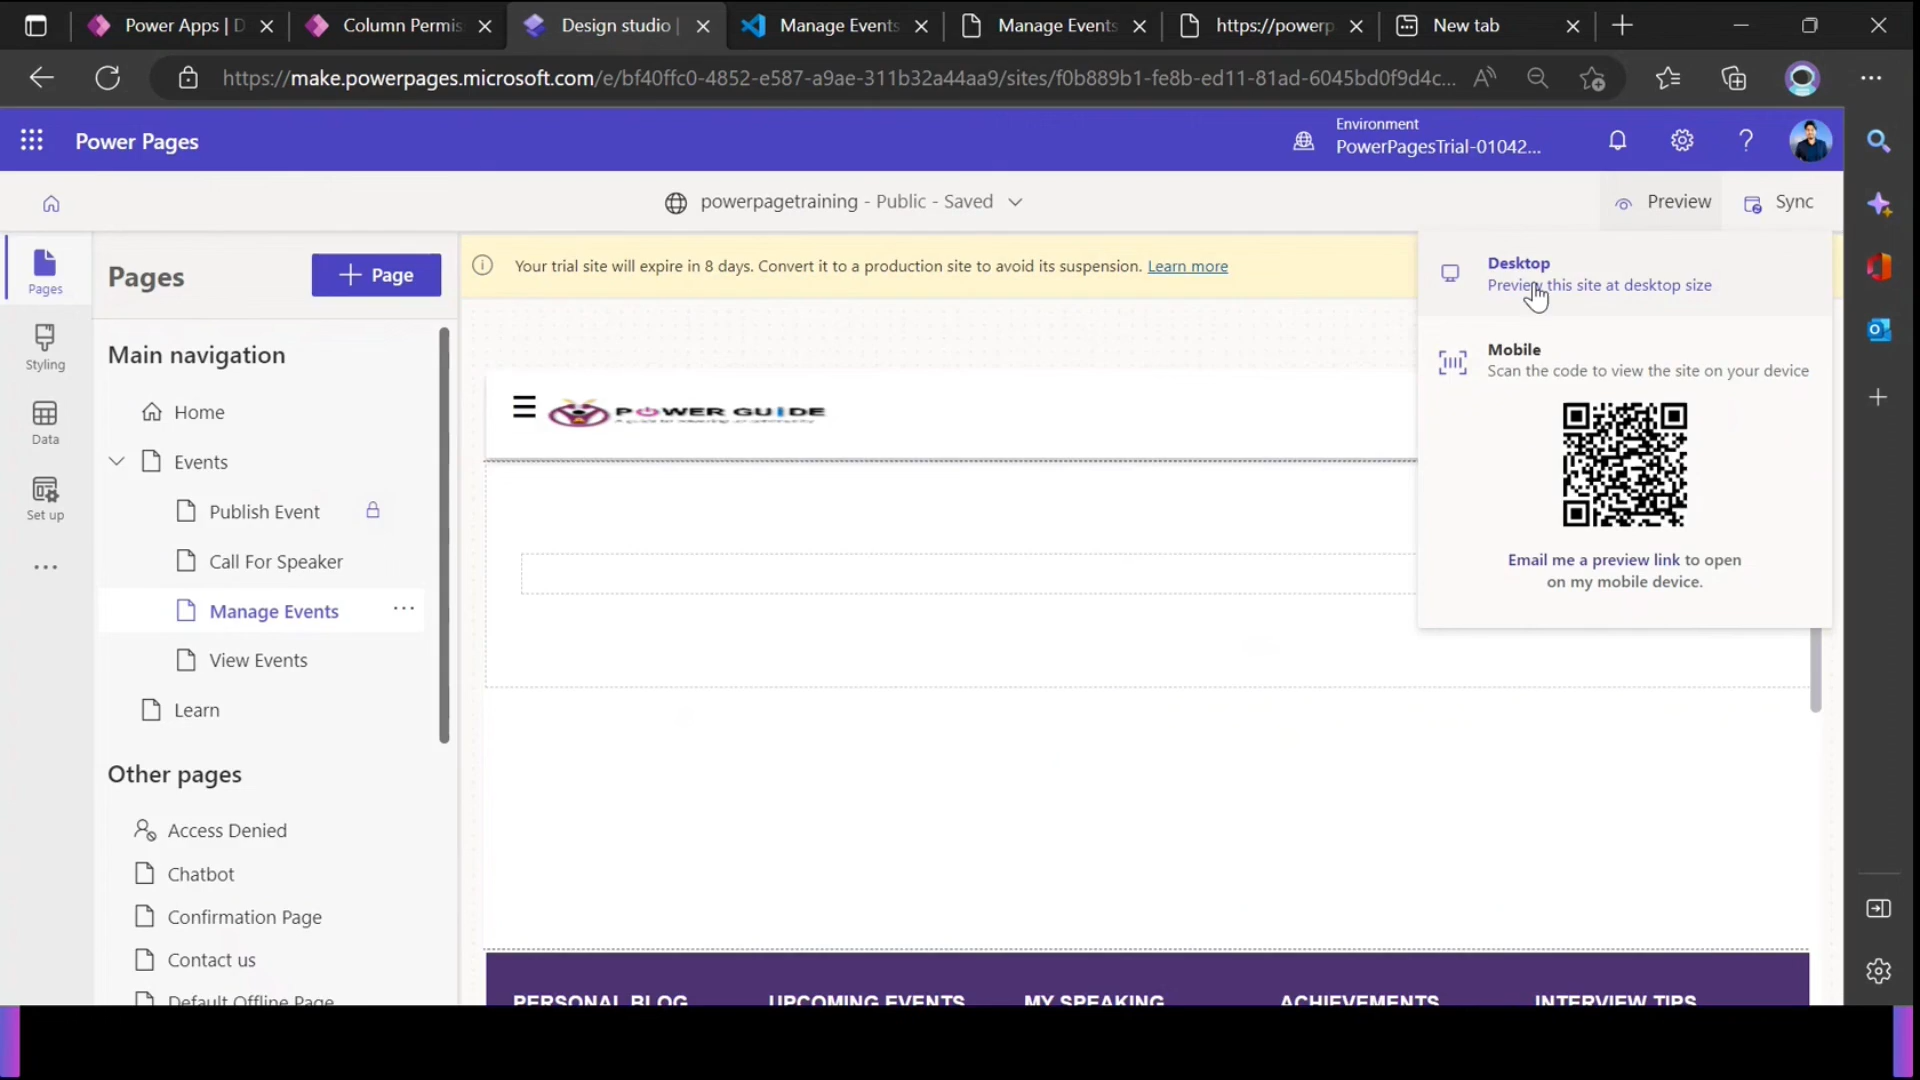 Power Apps | D
Column Permis
Design studio |
Manage Events
Manage Events
https://powerp
New tab
https://make.powerpages.microsoft.com/e/bf40ffc0-4852-e587-a9ae-311b32a44aa9/sites/f0b889b1-fe8b-ed11-81ad-6045bd0f9d4c...
Power Pages
Environment
PowerPagesTrial-01042...
powerpagetraining - Public - Saved
Preview
Sync
Pages
Styling
Data
Set up
Pages
Page
Main navigation
Home
Events
Publish Event
Call For Speaker
Manage Events
View Events
Learn
Other pages
Access Denied
Chatbot
Confirmation Page
Contact us
Default Offline Page
Your trial site will expire in 8 days. Convert it to a production site to avoid its suspension. Learn more
POWER GUIDE
Desktop
Preview this site at desktop size
Mobile
Scan the code to view the site on your device
Email me a preview link to open
on my mobile device.
PERSONAL BLOG
UPCOMING EVENTS
MY SPEAKING
ACHIEVEMENTS
INTERVIEW TIPS